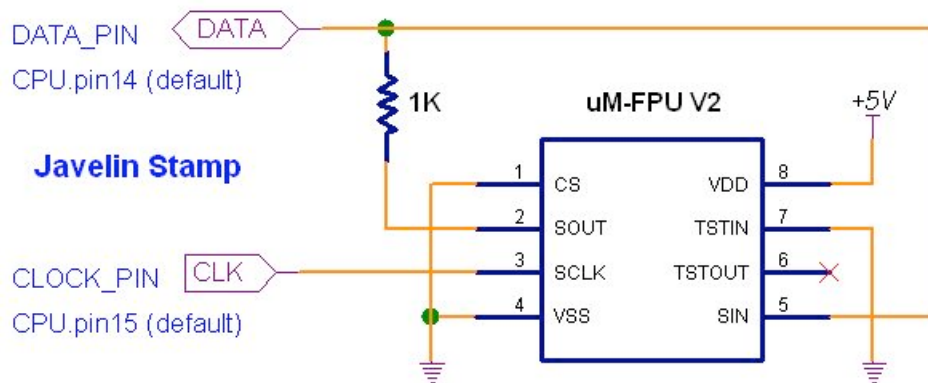 DATA_PIN
DATA
CPU.pin14 (default)
1K
uM-FPU V2
+5V
Javelin Stamp
1
CS
VDD
8
2
SOUT
TSTIN
7
CLOCK_PIN
CLK
3
SCLK
TSTOUT
6
CPU.pin15 (default)
4
VSS
SIN
5